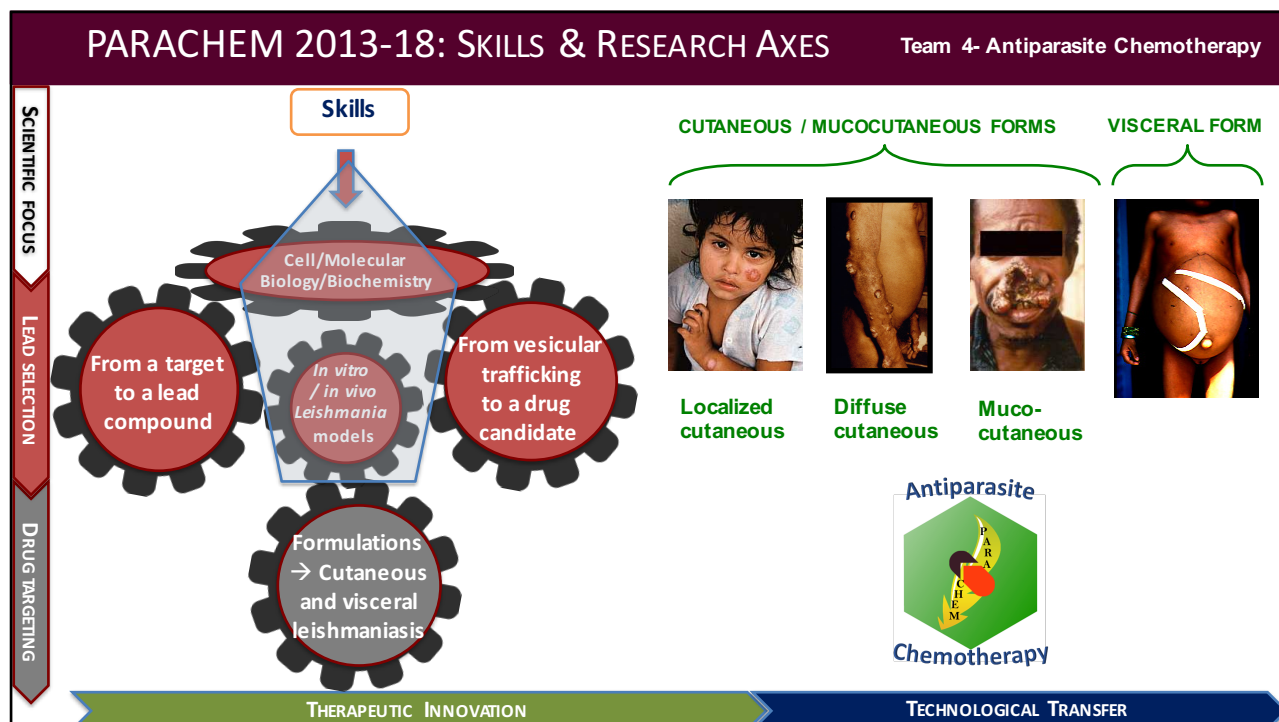 PARACHEM 2013-18: SKILLS & RESEARCH AXES
Team 4- Antiparasite Chemotherapy
SCIENTIFIC FOCUS
LEAD SELECTION
DRUG TARGETING
Skills
Cell/Molecular
Biology/Biochemistry
From a target
to a lead
compound
In vitro
/ in vivo
Leishmania
models
From vesicular
trafficking
to a drug
candidate
Formulations
→ Cutaneous
and visceral
leishmaniasis
CUTANEOUS / MUCOCUTANEOUS FORMS
VISCERAL FORM
Localized
cutaneous
Diffuse
cutaneous
Muco-
cutaneous
Antiparasite
PARA
CHEM
Chemotherapy
THERAPEUTIC INNOVATION
TECHNOLOGICAL TRANSFER